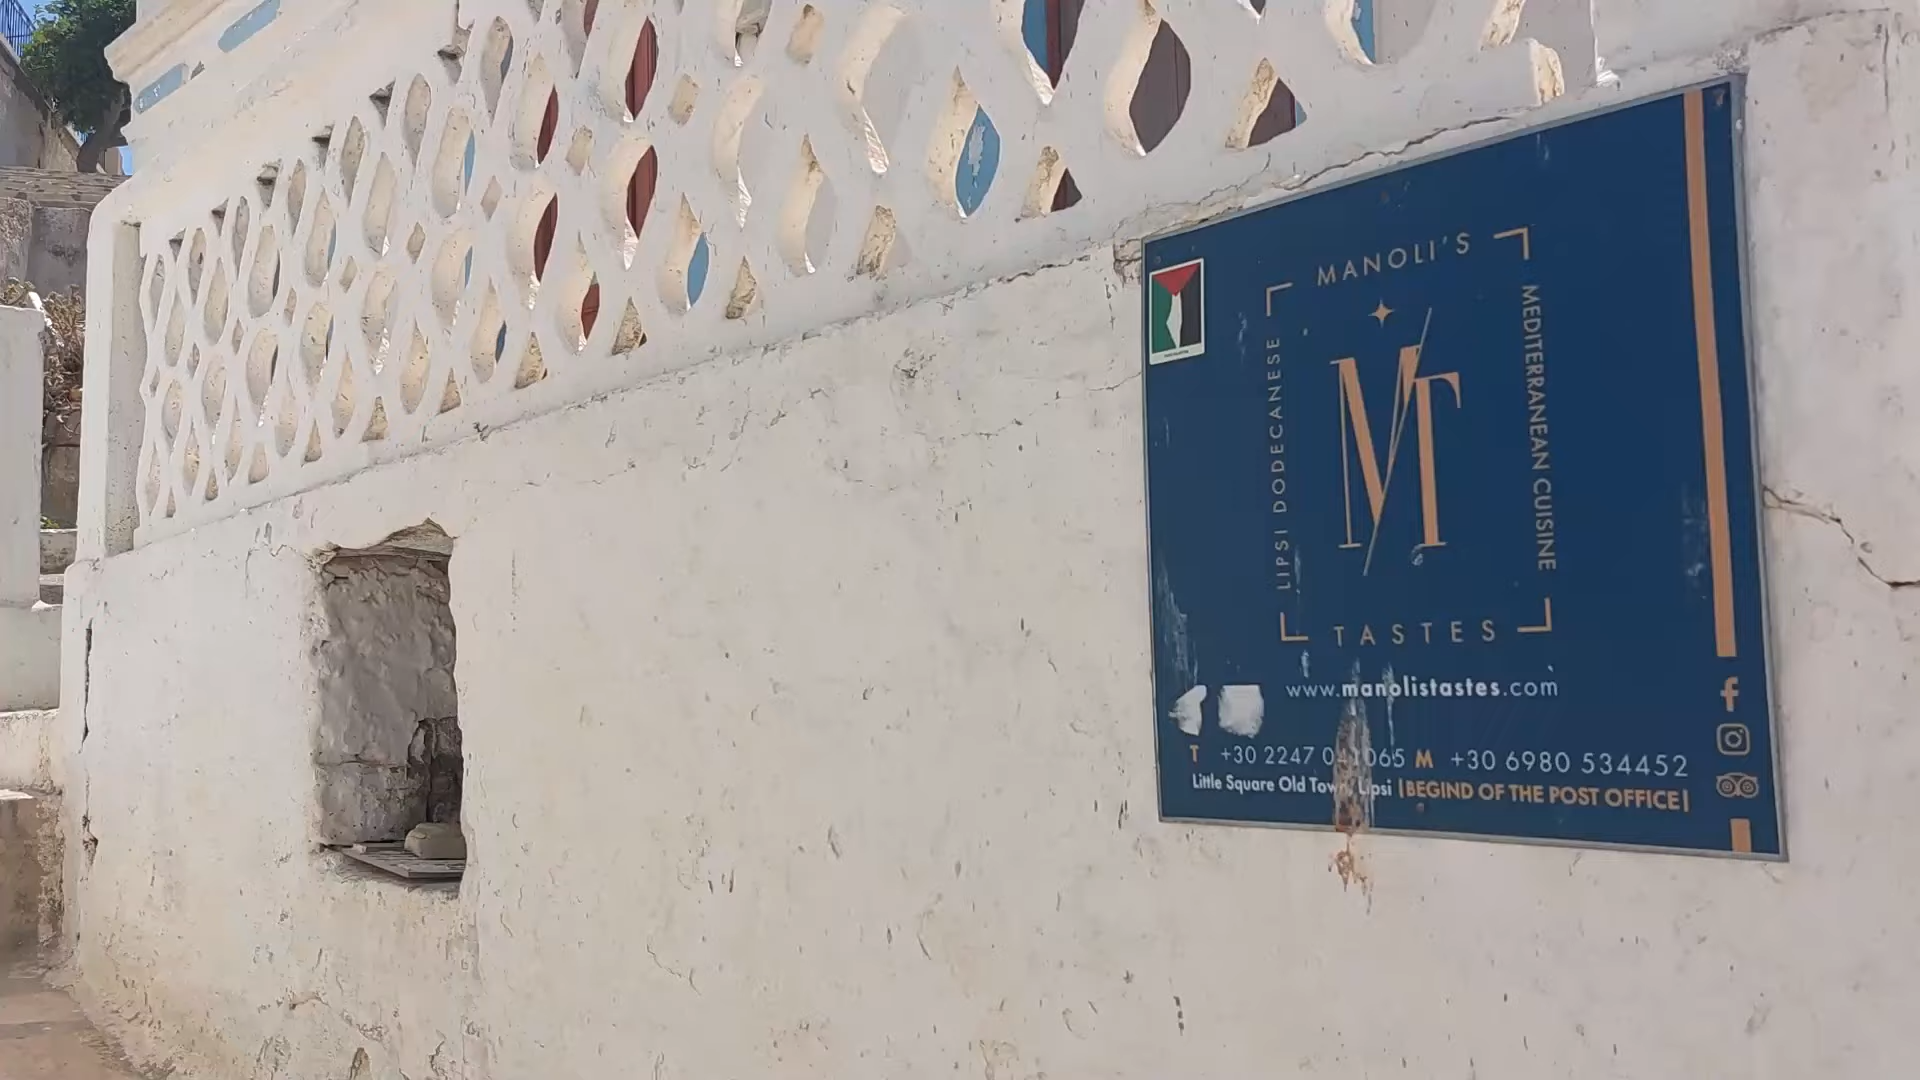 MANOLI'S
LIPSI DODECANESE
MT
MEDITERRANEAN CUISINE
TASTES
www.manolistastes.com
T +30 2247 041065 M +30 6980 534452
Little Square Old Town, Lipsi |BEGIND OF THE POST OFFICE|